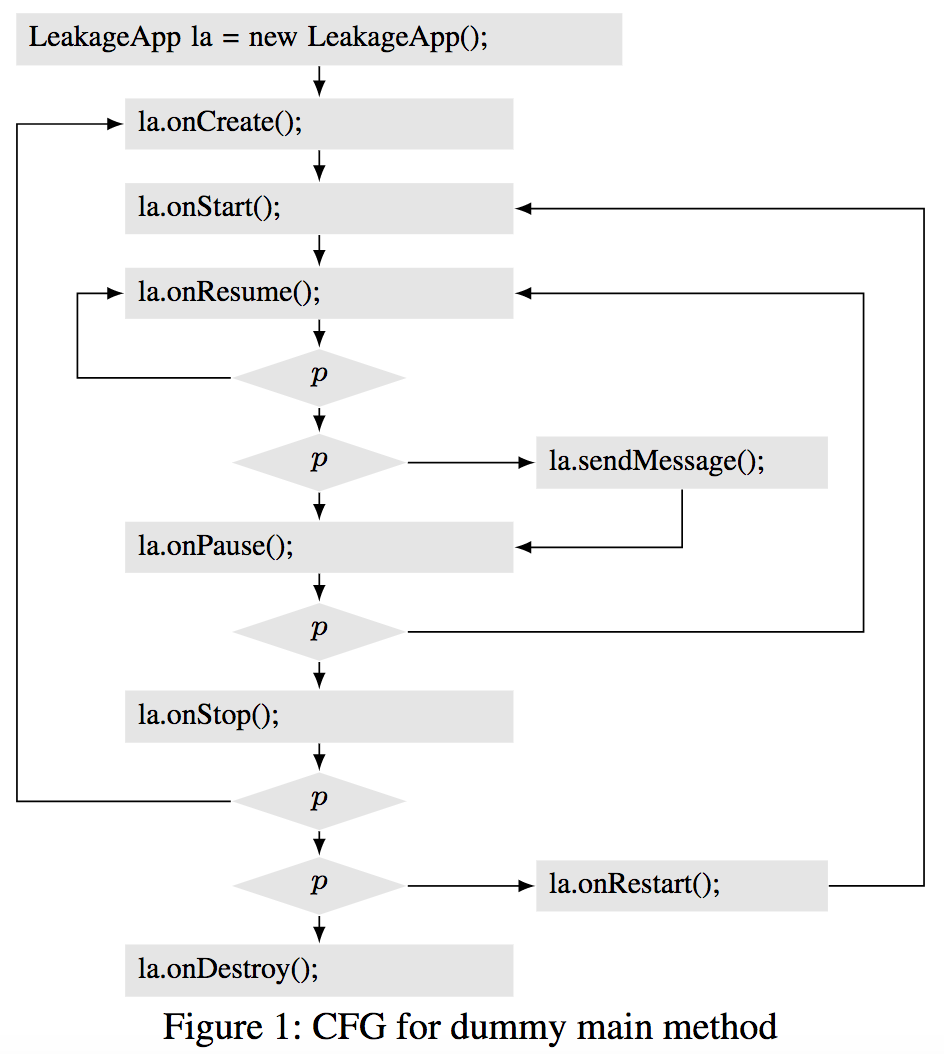 LeakageApp la = new LeakageApp();
la.onCreate();
la.onStart();
la.onResume();
p
p
la.sendMessage();
la.onPause();
p
la.onStop();
p
p
la.onRestart();
la.onDestroy();
Figure 1: CFG for dummy main method